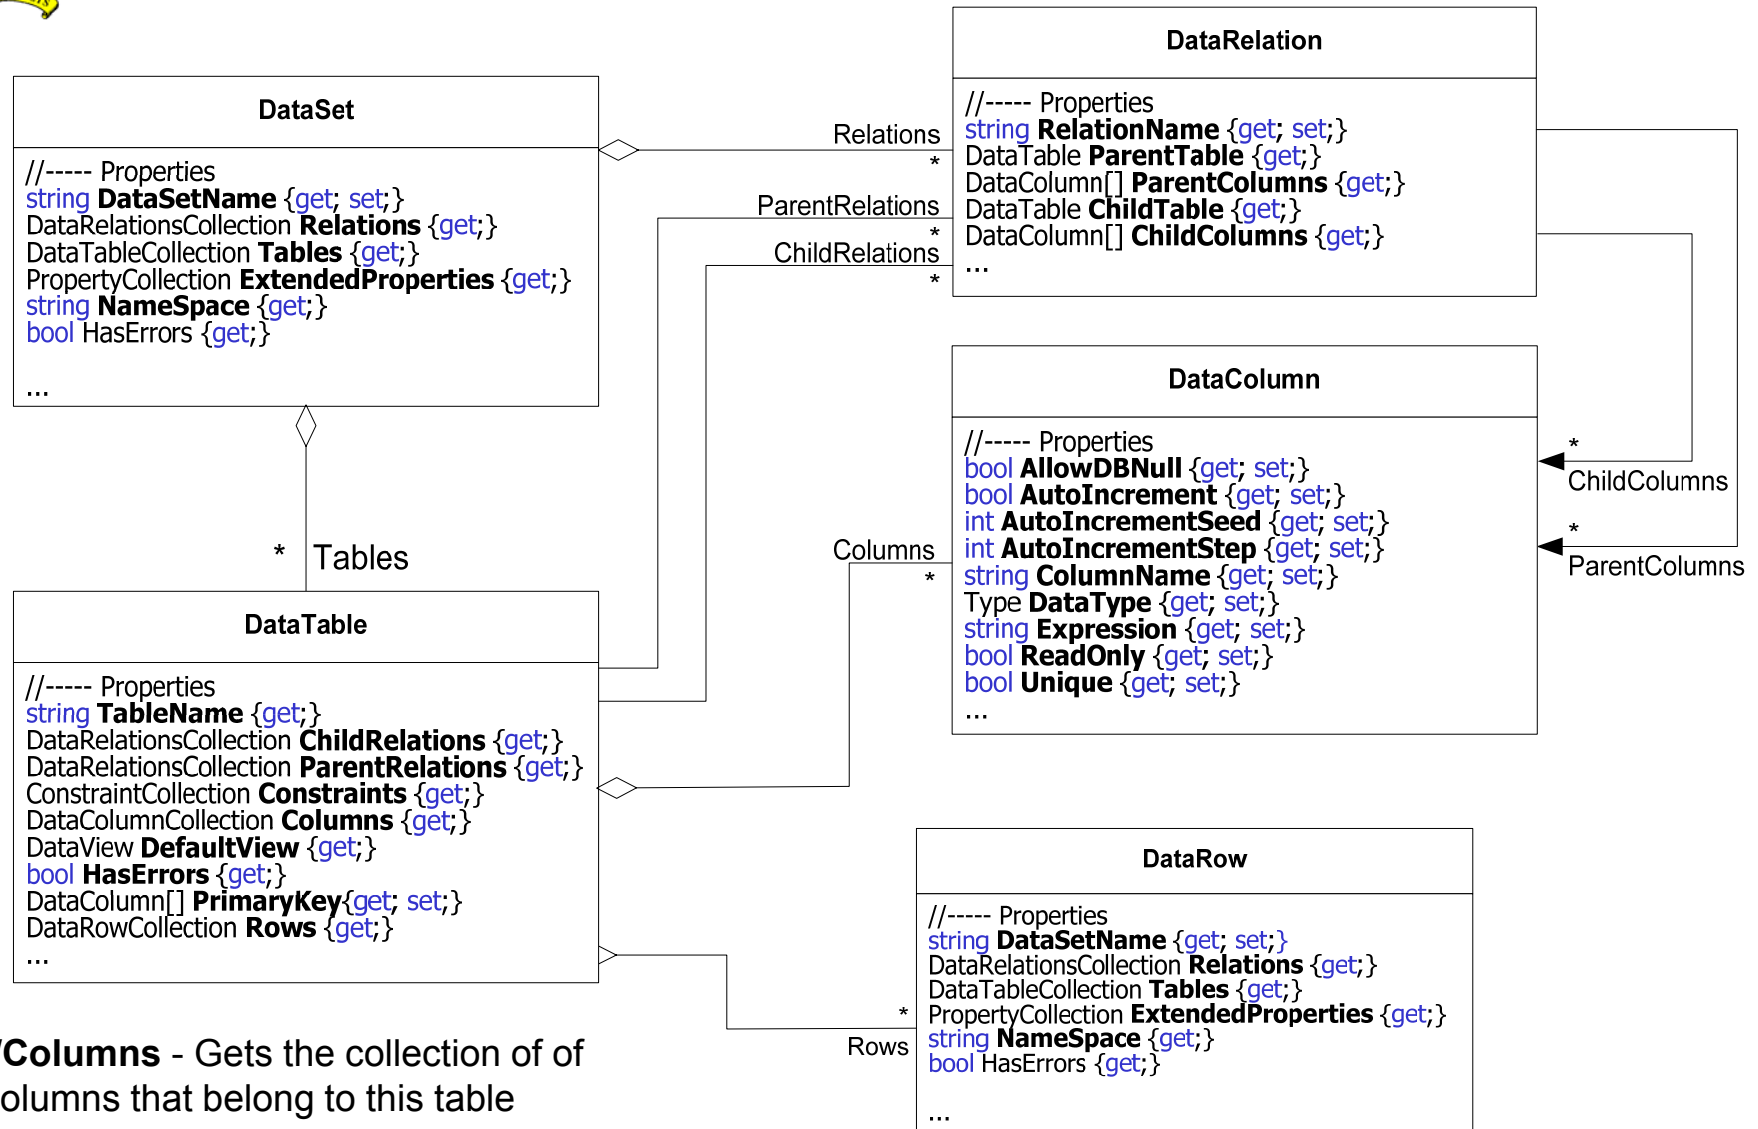 DataSet
//----- Properties
string DataSetName {get; set;}
DataRelationsCollection Relations {get;}
DataTableCollection Tables {get;}
PropertyCollection ExtendedProperties {get;}
string NameSpace {get;}
bool HasErrors {get;}
...
DataRelation
//----- Properties
string RelationName {get; set;}
DataTable ParentTable {get;}
DataColumn[] ParentColumns {get;}
DataTable ChildTable {get;}
DataColumn[] ChildColumns {get;}
...
Relations
*
ParentRelations
*
ChildRelations
*
DataColumn
//----- Properties
bool AllowDBNull {get; set;}
bool AutoIncrement {get; set;}
int AutoIncrementSeed {get; set;}
int AutoIncrementStep {get; set;}
string ColumnName {get; set;}
Type DataType {get; set;}
string Expression {get; set;}
bool ReadOnly {get; set;}
bool Unique {get; set;}
...
*
ChildColumns
*
ParentColumns
* Tables
Columns
*
DataTable
//----- Properties
string TableName {get;}
DataRelationsCollection ChildRelations {get;}
DataRelationsCollection ParentRelations {get;}
ConstraintCollection Constraints {get;}
DataColumnCollection Columns {get;}
DataView DefaultView {get;}
bool HasErrors {get;}
DataColumn[] PrimaryKey{get; set;}
DataRowCollection Rows {get;}
...
DataRow
//----- Properties
string DataSetName {get; set;}
DataRelationsCollection Relations {get;}
DataTableCollection Tables {get;}
PropertyCollection ExtendedProperties {get;}
string NameSpace {get;}
bool HasErrors {get;}
...
*
Rows
/Columns - Gets the collection of of
olumns that belong to this table